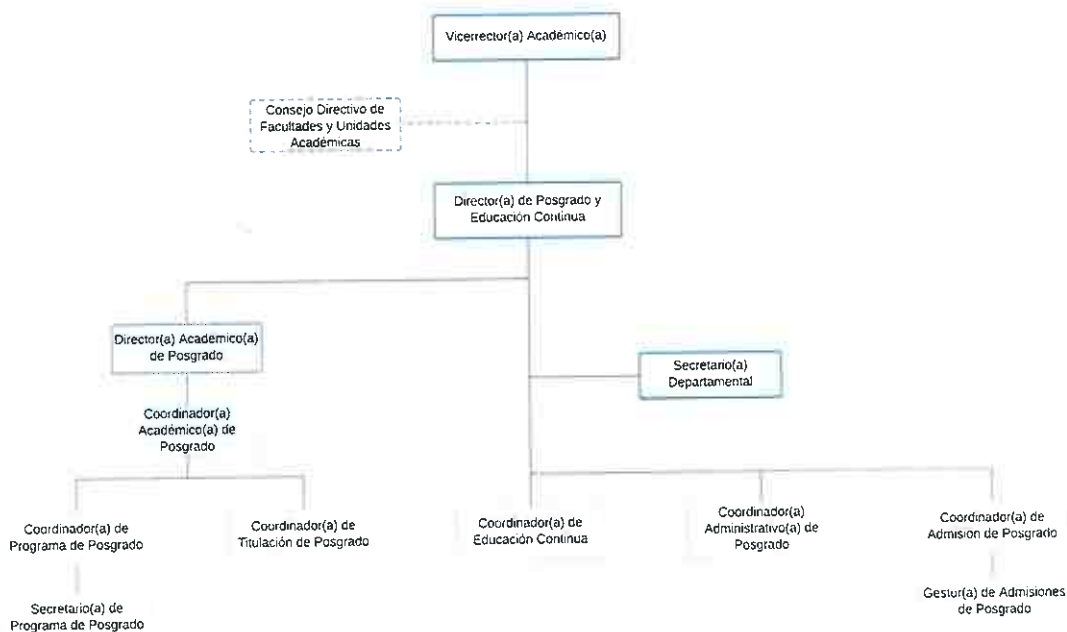 Vicerrector(a) Académico(a)
Consejo Directivo de
Facultades y Unidades
Académicas
Director(a) de Posgrado y
Educación Continua
Director(a) Académico(a)
de Posgrado
Secretario(a)
Departamental
Coordinador(a)
Académico(a) de
Posgrado
Coordinador(a) de
Programa de Posgrado
Coordinador(a) de
Titulación de Posgrado
Coordinador(a) de
Educación Continua
Coordinador(a)
Administrativo(a) de
Posgrado
Coordinador(a) de
Admisión de Posgrado
Secretario(a) de
Programa de Posgrado
Gestor(a) de Admisiones
de Posgrado